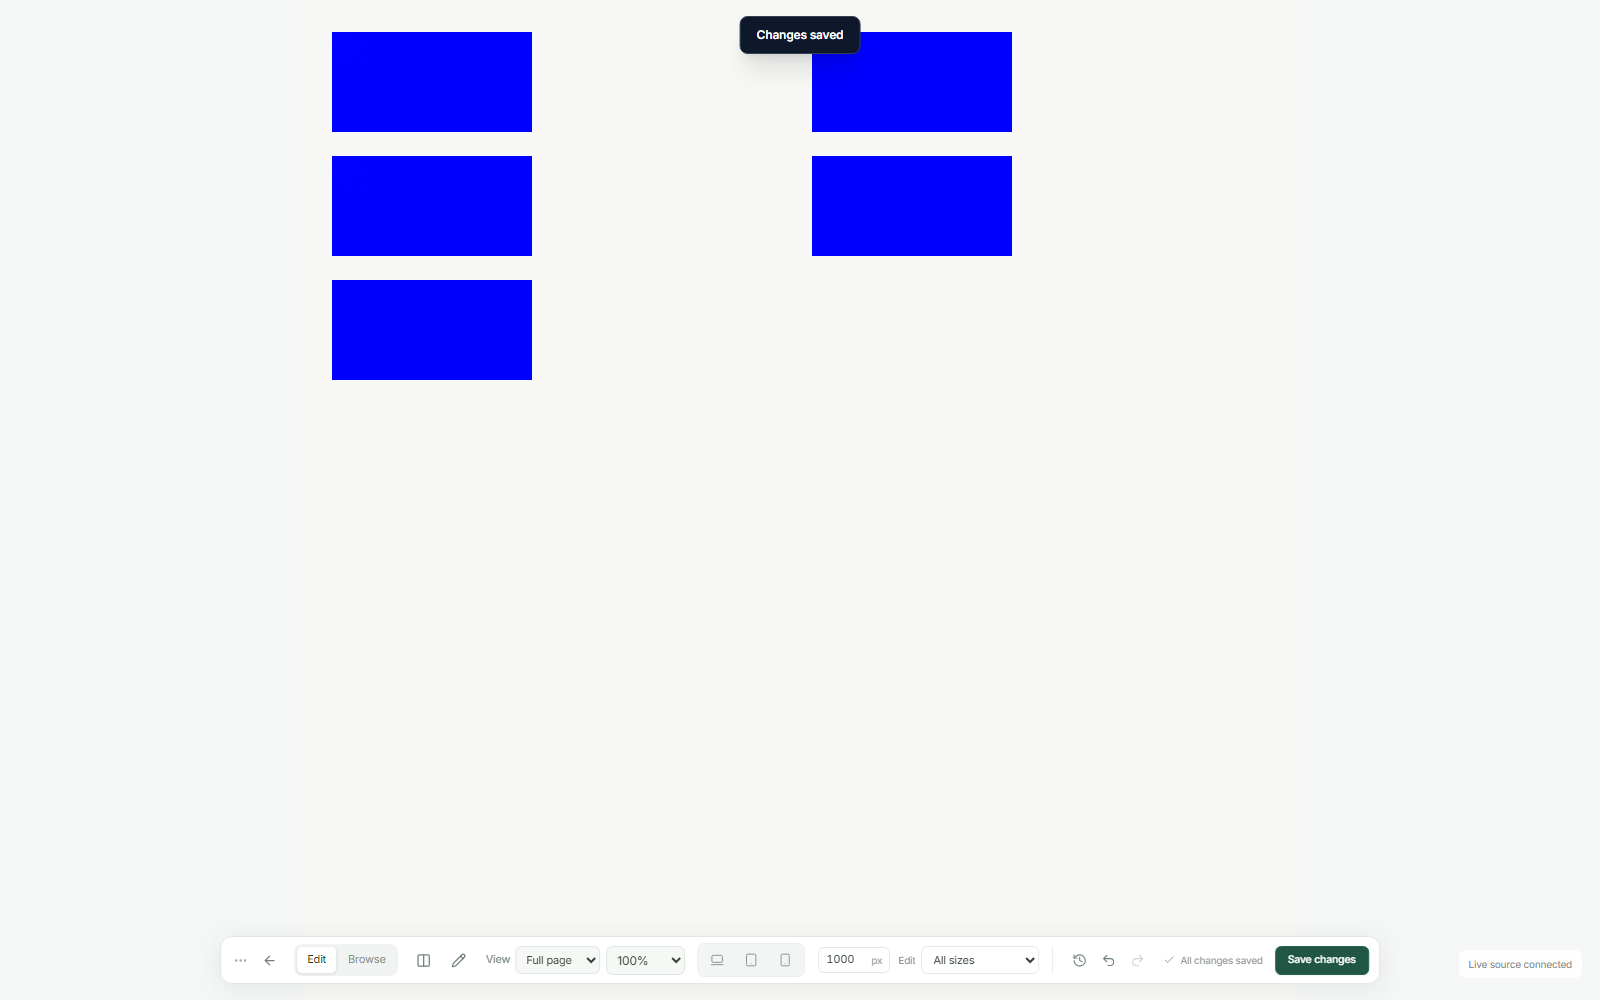 Changes saved
Edit Browse View Full page 100% 1000 px Edit All sizes All changes saved Save changes
Live source connected